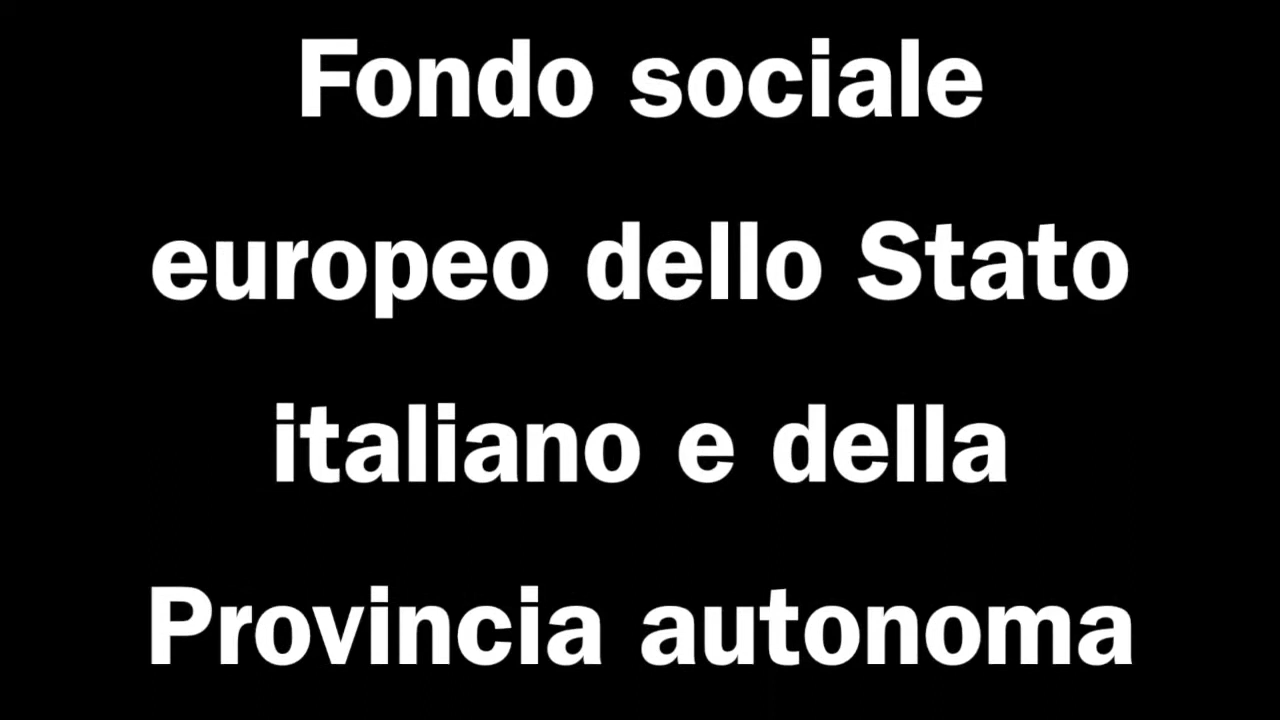 Fondo sociale
europeo dello Stato
italiano e della
Provincia autonoma